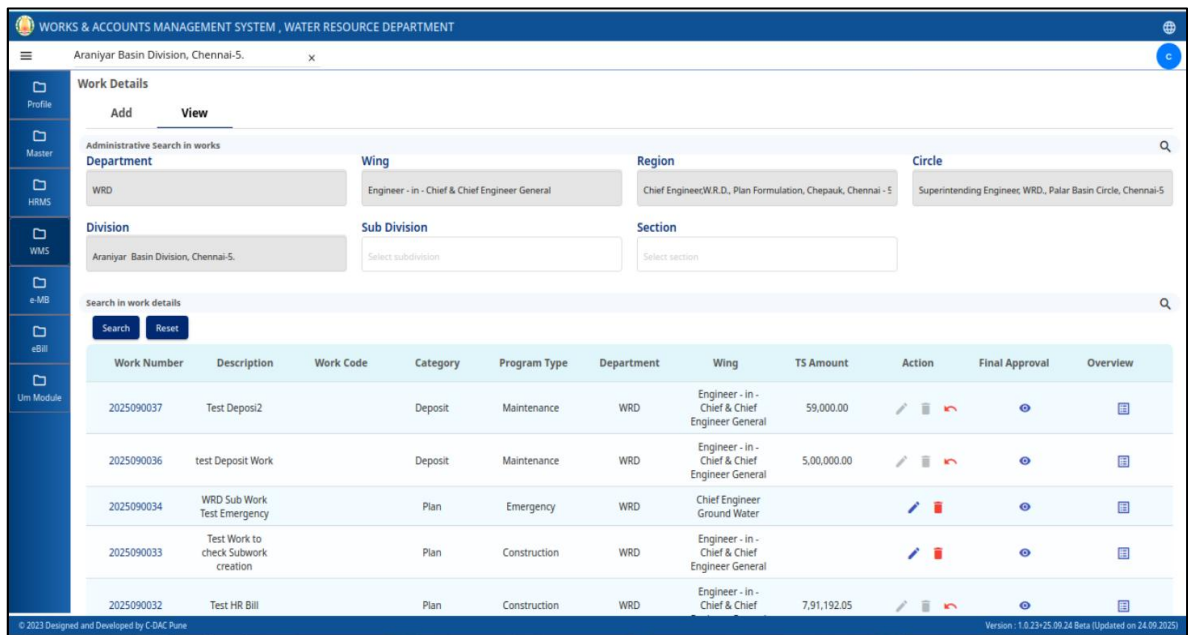 WORKS & ACCOUNTS MANAGEMENT SYSTEM , WATER RESOURCE DEPARTMENT
Araniyar Basin Division, Chennai-5. x
C
Profile
Master
HRMS
WMS
e-MB
eBill
Um Module
Work Details
Add View
Administrative Search in works
Department Wing Region Circle
WRD Engineer - in - Chief & Chief Engineer General Chief Engineer,W.R.D., Plan Formulation, Chepauk, Chennai - 5 Superintending Engineer, WRD., Palar Basin Circle, Chennai-5
Division Sub Division Section
Araniyar Basin Division, Chennai-5. Select subdivision Select section
Search in work details
Search Reset
Work Number Description Work Code Category Program Type Department Wing TS Amount Action Final Approval Overview
2025090037 Test Deposi2 Deposit Maintenance WRD Engineer - in - Chief & Chief Engineer General 59,000.00
2025090036 test Deposit Work Deposit Maintenance WRD Engineer - in - Chief & Chief Engineer General 5,00,000.00
2025090034 WRD Sub Work Test Emergency Plan Emergency WRD Chief Engineer Ground Water
2025090033 Test Work to check Subwork creation Plan Construction WRD Engineer - in - Chief & Chief Engineer General
2025090032 Test HR Bill Plan Construction WRD Engineer - in - Chief & Chief 7,91,192.05
© 2023 Designed and Developed by C-DAC Pune Version : 1.0.23+25.09.24 Beta (Updated on 24.09.2025)